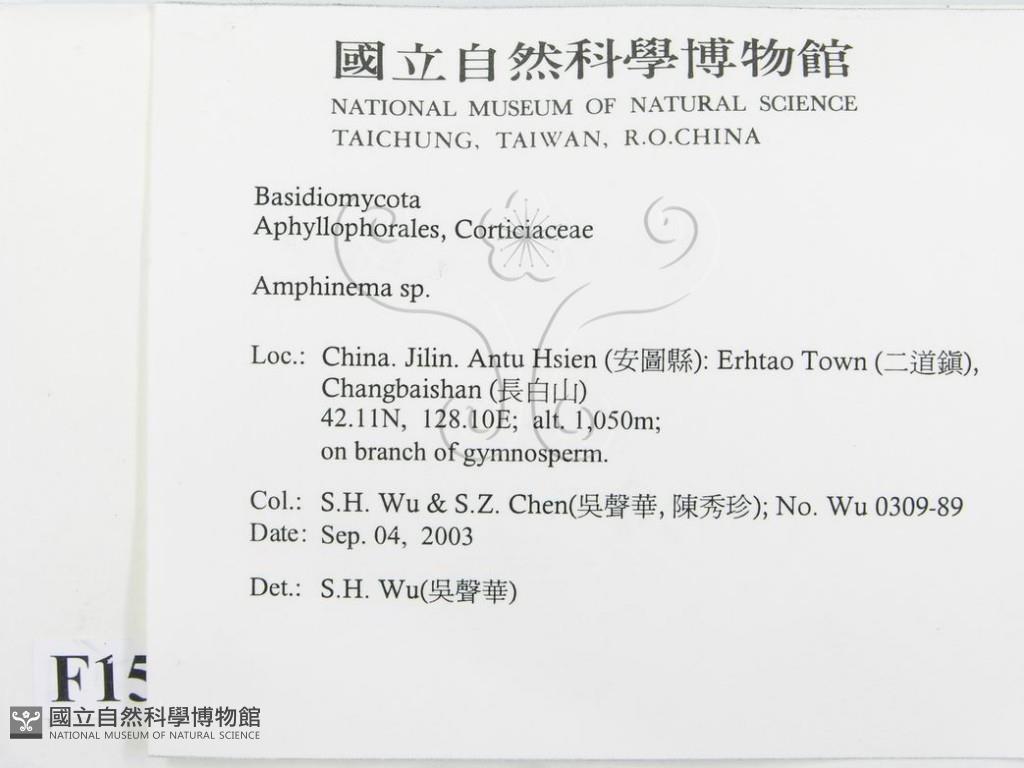 國立自然科學博物館
NATIONAL MUSEUM OF NATURAL SCIENCE
TAICHUNG, TAIWAN, R.O.CHINA
Basidiomycota
Aphyllophorales, Corticiaceae
Amphinema sp.
Loc.: China. Jilin. Antu Hsien (安圖縣): Erhtao Town (二道鎭),
Changbaishan (長白山)
42.11N, 128.10E; alt. 1,050m;
on branch of gymnosperm.
Col.: S.H. Wu & S.Z. Chen(吳聲華, 陳秀珍); No. Wu 0309-89
Date: Sep. 04, 2003
Det.: S.H. Wu(吳聲華)
F15
國立自然科學博物館
NATIONAL MUSEUM OF NATURAL SCIENCE